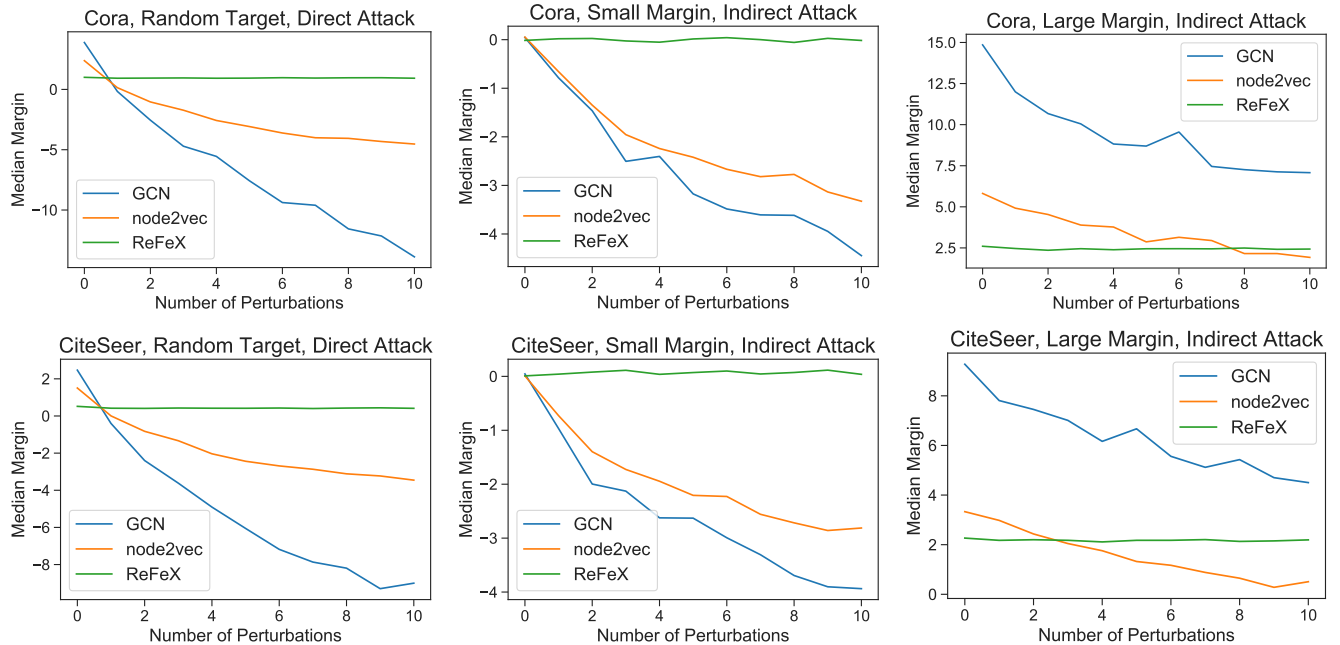 Cora, Random Target, Direct Attack
Median Margin
0
−5
−10
GCN
node2vec
ReFeX
0 2 4 6 8 10
Number of Perturbations
Cora, Small Margin, Indirect Attack
Median Margin
0
−1
−2
−3
−4
GCN
node2vec
ReFeX
0 2 4 6 8 10
Number of Perturbations
Cora, Large Margin, Indirect Attack
Median Margin
15.0
12.5
10.0
7.5
5.0
2.5
GCN
node2vec
ReFeX
0 2 4 6 8 10
Number of Perturbations
CiteSeer, Random Target, Direct Attack
Median Margin
2
0
−2
−4
−6
−8
GCN
node2vec
ReFeX
0 2 4 6 8 10
Number of Perturbations
CiteSeer, Small Margin, Indirect Attack
Median Margin
0
−1
−2
−3
−4
GCN
node2vec
ReFeX
0 2 4 6 8 10
Number of Perturbations
CiteSeer, Large Margin, Indirect Attack
Median Margin
8
6
4
2
0
GCN
node2vec
ReFeX
0 2 4 6 8 10
Number of Perturbations